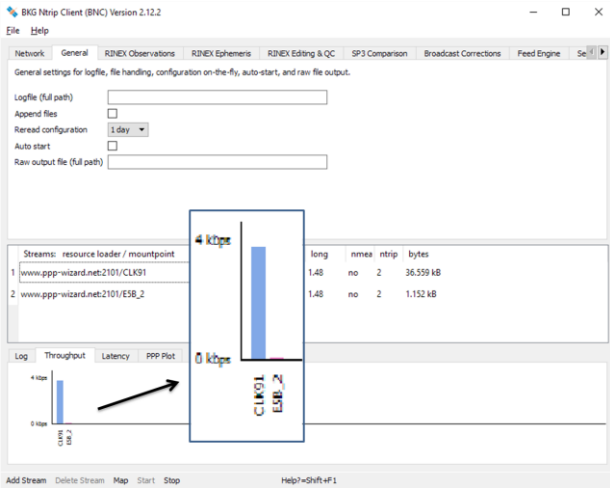 BKG Ntrip Client (BNC) Version 2.12.2
File Help
Network General RINEX Observations RINEX Ephemeris RINEX Editing & QC SP3 Comparison Broadcast Corrections Feed Engine Se
General settings for logfile, file handling, configuration on-the-fly, auto-start, and raw file output.
Logfile (full path)
Append files
Reread configuration 1 day
Auto start
Raw output file (full path)
Streams: resource loader / mountpoint long nmea ntrip bytes
1 www.ppp-wizard.net:2101/CLK91 1.48 no 2 36.559 kB
2 www.ppp-wizard.net:2101/ESB_2 1.48 no 2 1.152 kB
4 kbps
0 kbps
CLK91
ESB_2
Log Throughput Latency PPP Plot
4 kbps
0 kbps
CLK91
ESB_2
Add Stream Delete Stream Map Start Stop Help?=Shift+F1